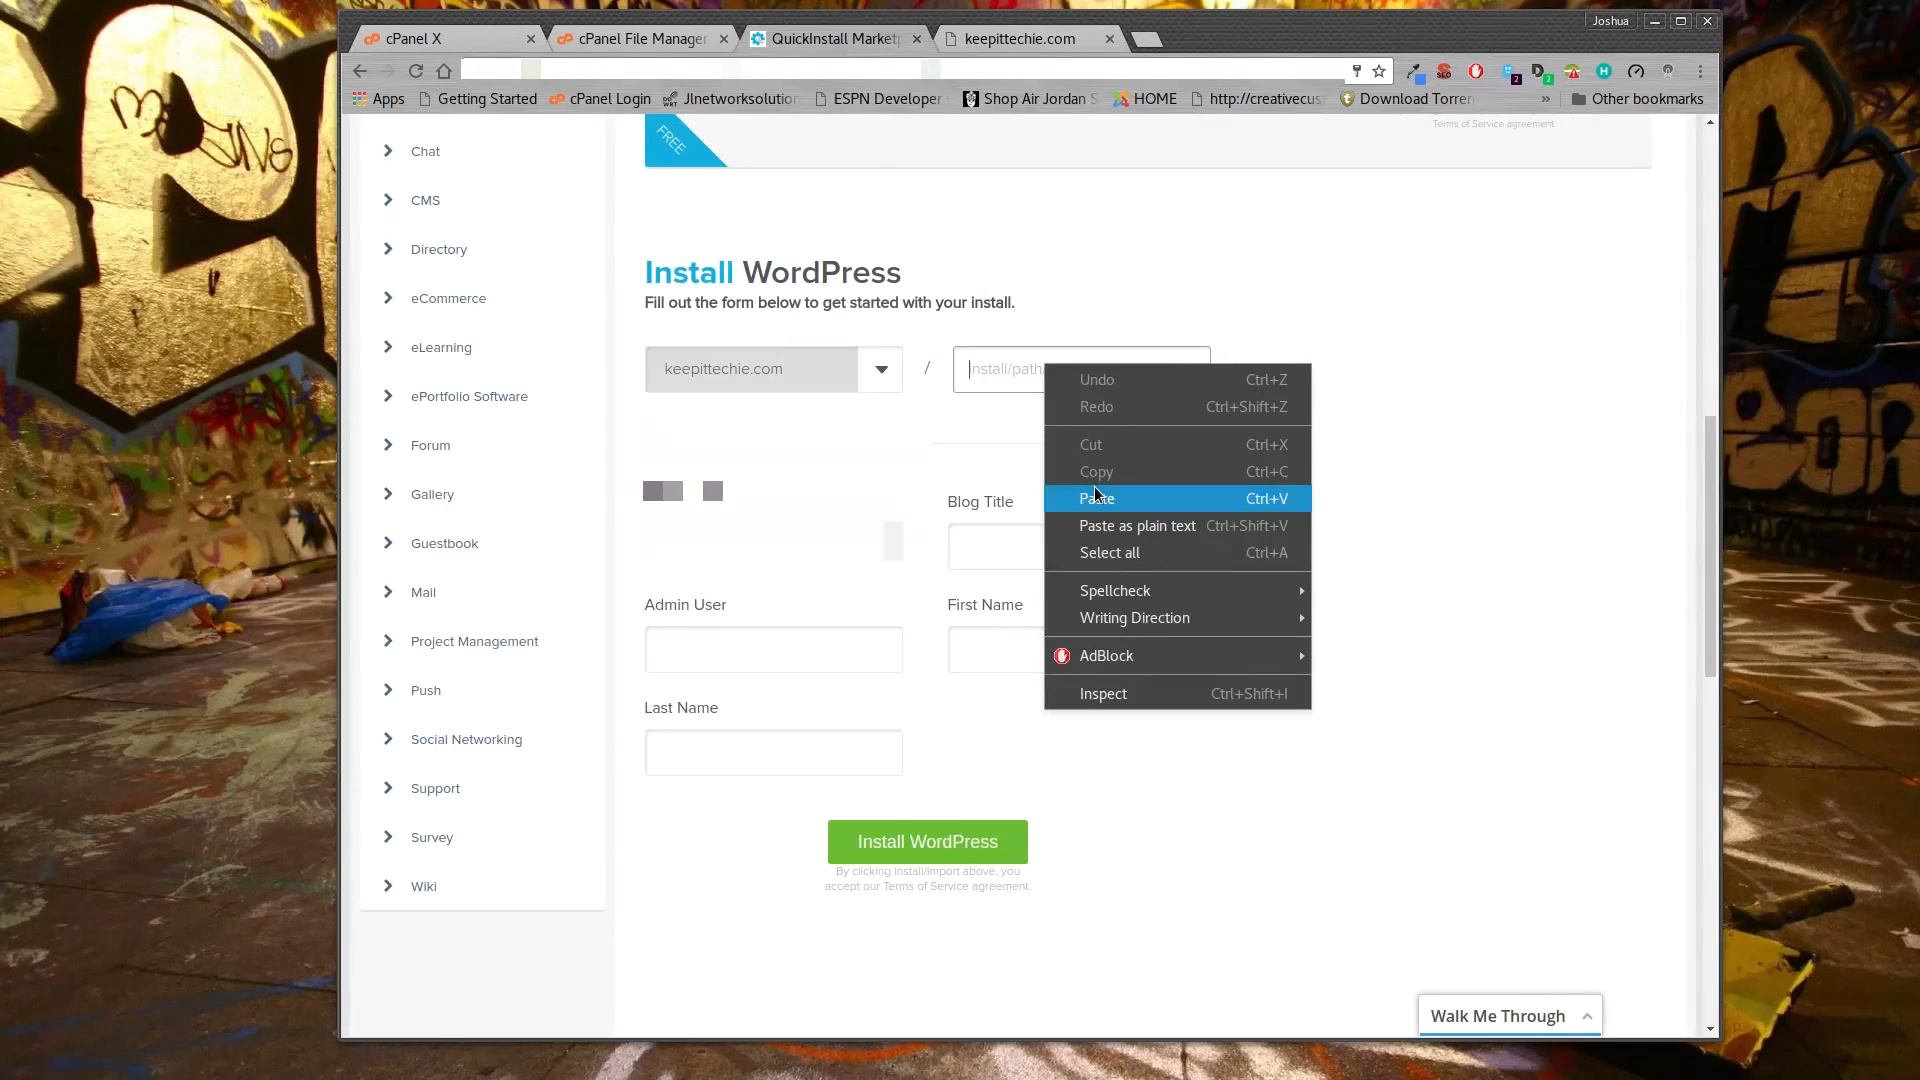 Joshua
cPanel X
cPanel File Manager
QuickInstall Market
keepittechie.com
Apps
Getting Started
cPanel Login
Jlnetworksolution
ESPN Developer
Shop Air Jordan S
HOME
http://creativecus
Download Torren
»
Other bookmarks
Chat
CMS
Directory
eCommerce
eLearning
ePortfolio Software
Forum
Gallery
Guestbook
Mail
Project Management
Push
Social Networking
Support
Survey
Wiki
FREE
Terms of Service agreement.
Install WordPress
Fill out the form below to get started with your install.
keepittechie.com / install/path
Blog Title
Admin User
First Name
Last Name
Install WordPress
By clicking Install/Import above, you
accept our Terms of Service agreement.
Undo Ctrl+Z
Redo Ctrl+Shift+Z
Cut Ctrl+X
Copy Ctrl+C
Paste Ctrl+V
Paste as plain text Ctrl+Shift+V
Select all Ctrl+A
Spellcheck
Writing Direction
AdBlock
Inspect Ctrl+Shift+I
Walk Me Through